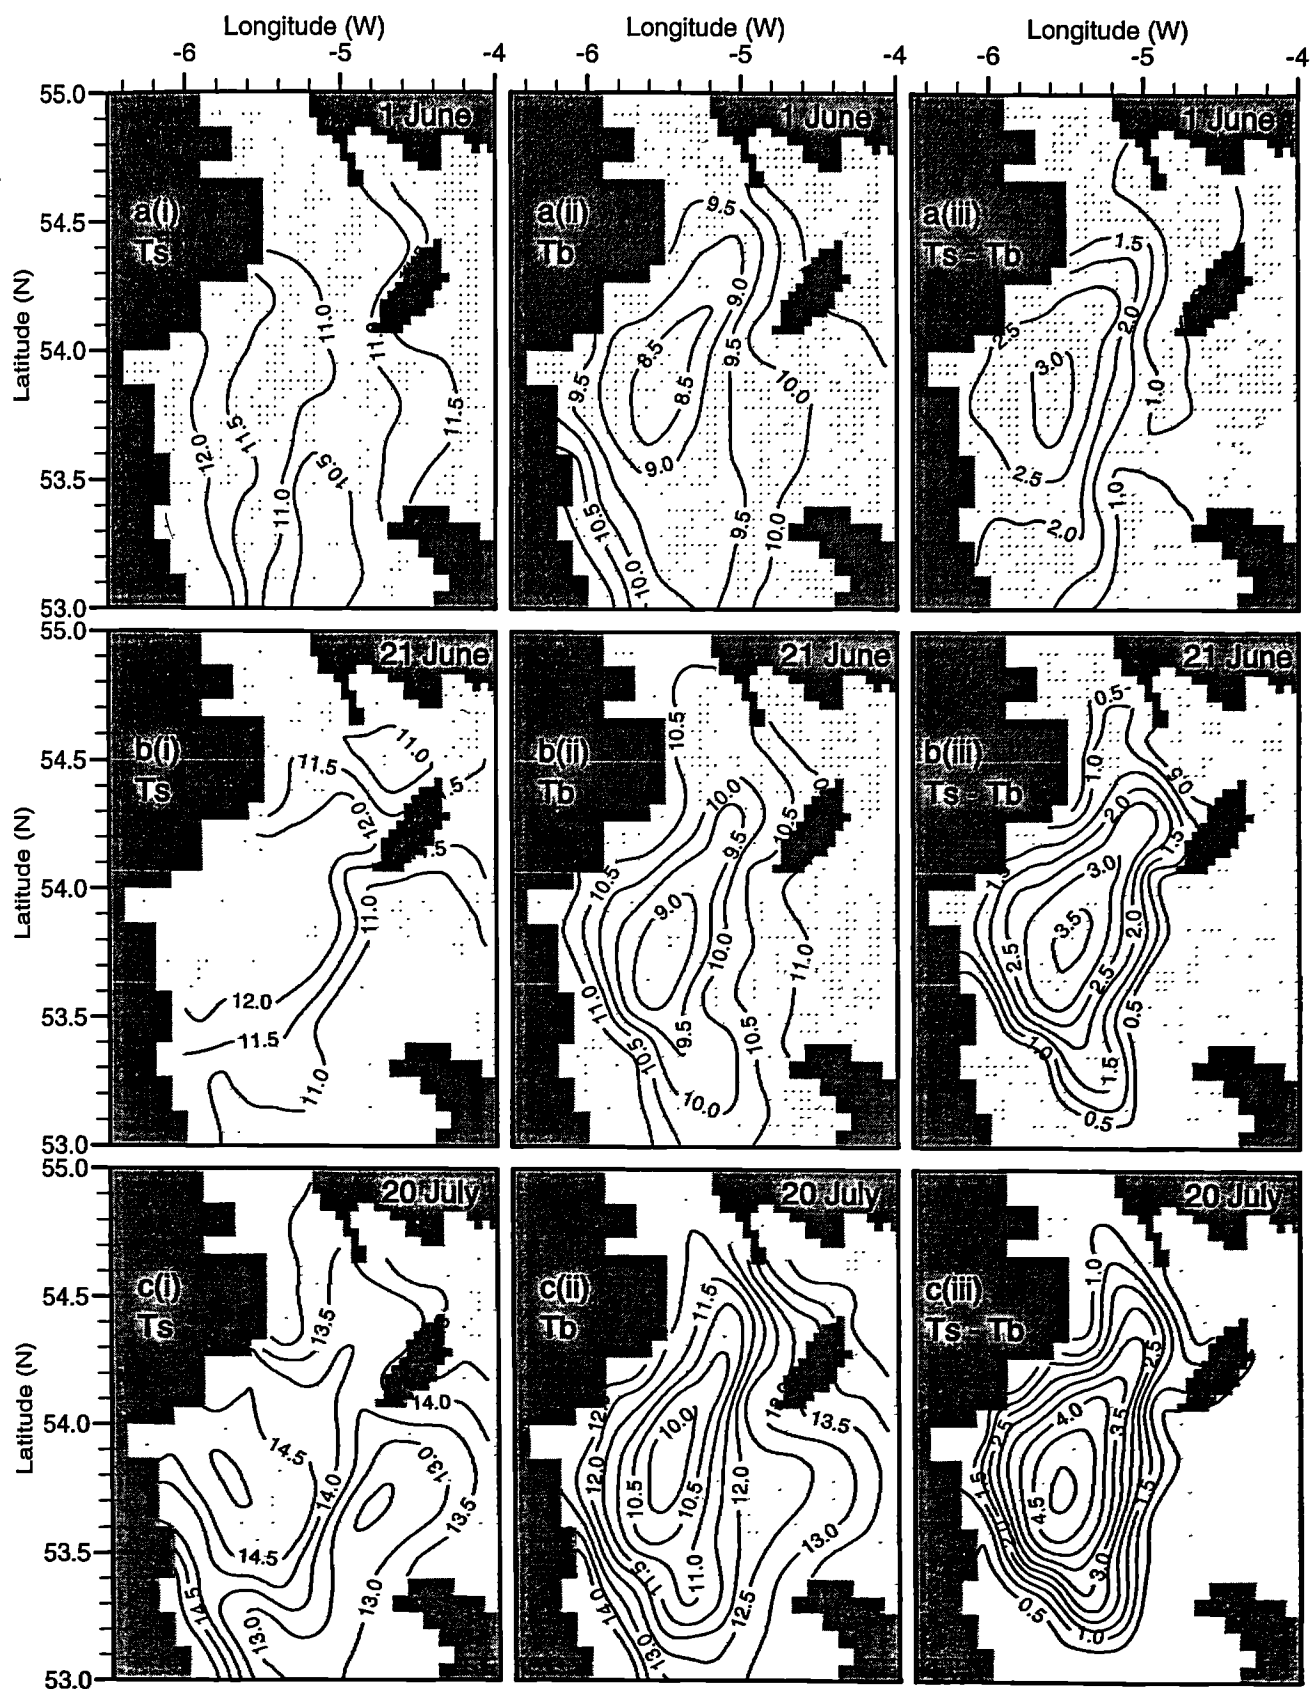 Longitude (W) Longitude (W) Longitude (W)
-6 -5 -4 -6 -5 -4 -6 -5 -4
55.0 1 June 1 June 1 June
54.5 a(i) a(ii) 9.5 a(iii)
Ts Tb Ts - Tb 1.5
Latitude (N) 11.0 9.0 2.0
54.0 8.5 9.5 2.5 3.0
12.0 11.5 11.5 9.5 8.5 10.0 1.0
53.5 11.0 10.5 9.0 2.5 1.0
10.5 10.0 9.5 10.0 2.0
53.0
55.0 21 June 21 June 21 June
10.5 0.5
54.5 b(i) 11.5 11.0 b(ii) b(iii) 1.0 0.5
Ts 12.0 Tb 10.0 10.5 Ts - Tb 2.0
Latitude (N) 9.5 1.5
54.0 11.0 10.5 9.0 3.0
10.0 11.0 2.5 3.5 2.0 2.5
53.5 12.0 11.5 11.0 9.5 10.5 0.5
11.0 10.5 10.0 1.0 1.5
53.0 0.5
55.0 20 July 20 July 20 July
54.5 c(i) 13.5 c(ii) 11.5 c(iii) 1.0
Ts Tb Ts - Tb 2.5
Latitude (N) 14.0
54.0 14.5 13.0 10.0 13.5 2.5 4.0 3.5
14.0 13.5 12.0 10.5 10.5 12.0 1.5 4.5 1.5
53.5 14.5 13.0 11.5 11.0 13.0 3.0
14.5 13.0 14.0 12.5 0.5 1.0
53.0 13.0